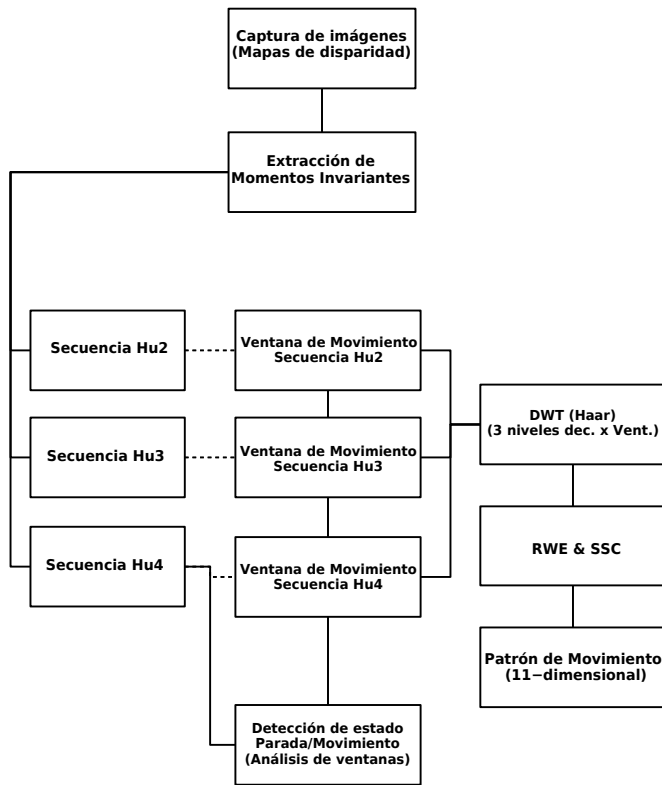 Captura de imágenes
(Mapas de disparidad)
Extracción de
Momentos Invariantes
Secuencia Hu2
Ventana de Movimiento
Secuencia Hu2
Secuencia Hu3
Ventana de Movimiento
Secuencia Hu3
Secuencia Hu4
Ventana de Movimiento
Secuencia Hu4
Detección de estado
Parada/Movimiento
(Análisis de ventanas)
DWT (Haar)
(3 niveles dec. x Vent.)
RWE & SSC
Patrón de Movimiento
(11−dimensional)